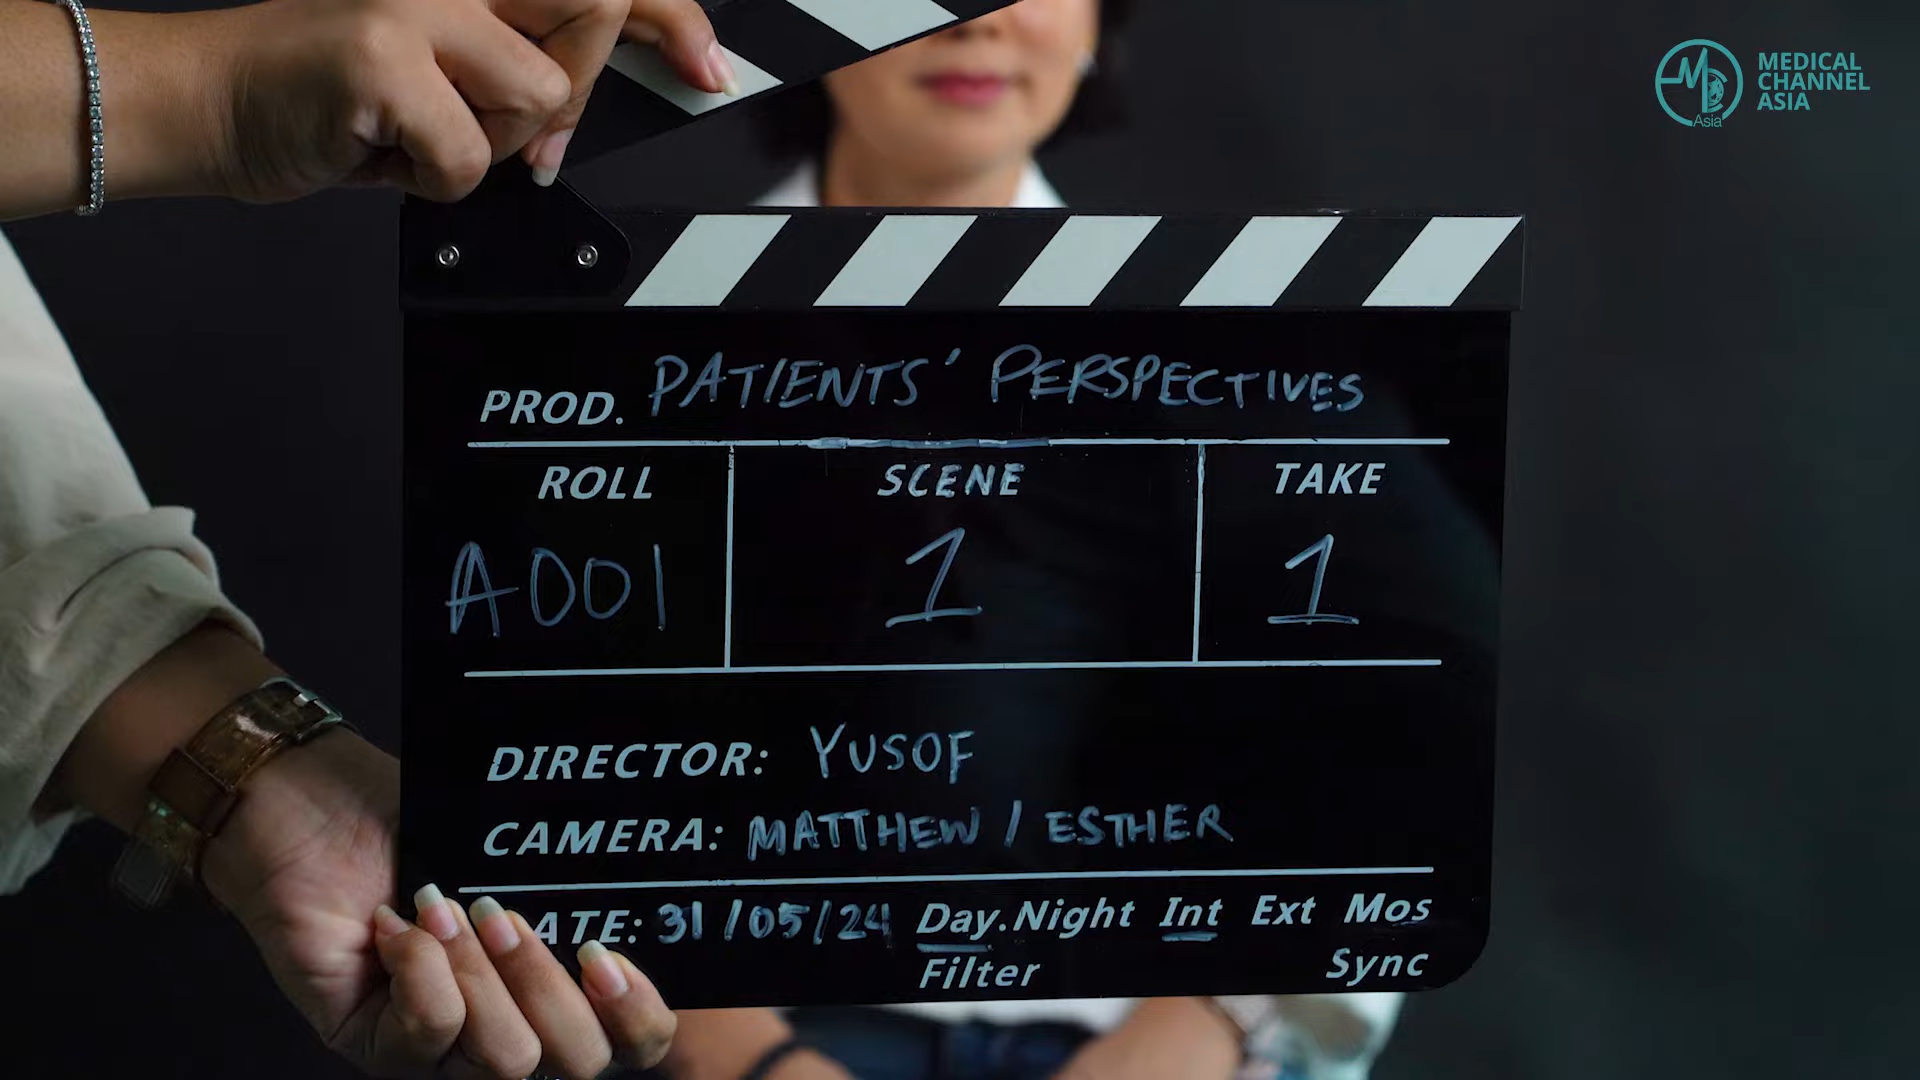 MEDICAL
CHANNEL
ASIA
Asia
PROD. PATIENTS' PERSPECTIVES
ROLL SCENE TAKE
A001 1 1
DIRECTOR: YUSOF
CAMERA: MATTHEW / ESTHER
ATE: 31/05/24 Day.Night Int Ext Mos
Filter Sync